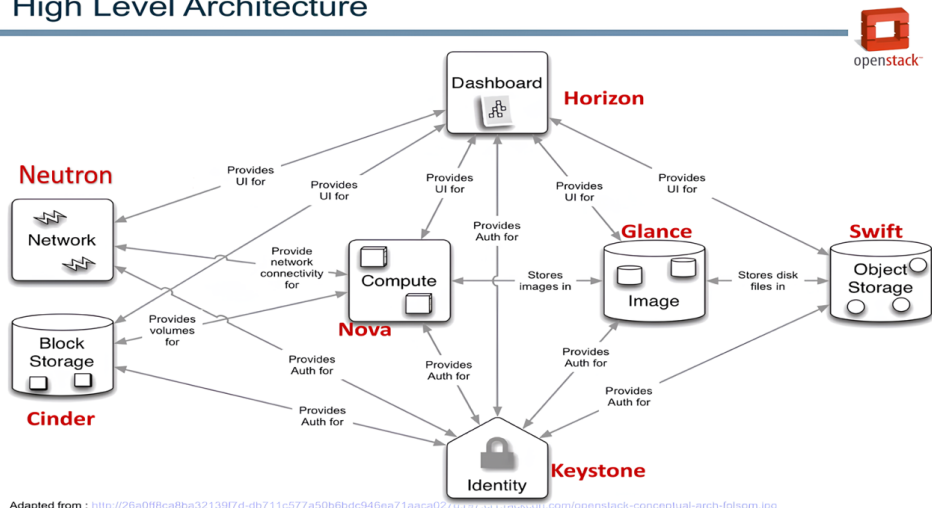 High Level Architecture
openstack
Dashboard
Horizon
Neutron
Provides
UI for
Provides
UI for
Provides
UI for
Provides
UI for
Provides
UI for
Network
Provides
Auth for
Glance
Swift
Provide
network
connectivity
for
Compute
Stores
images in
Image
Stores disk
files in
Object
Storage
Nova
Provides
volumes
for
Block
Storage
Cinder
Provides
Auth for
Provides
Auth for
Provides
Auth for
Provides
Auth for
Provides
Auth for
Identity
Keystone
Adapted from :